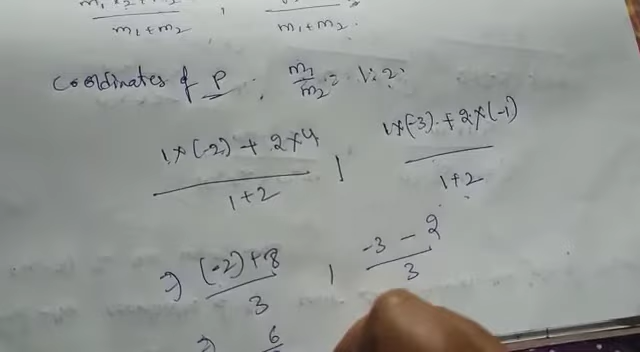 m₁+m₂ , m₁+m₂.
Coordinates of P : m₁/m₂ = 1:2
1×(-2)+2×4 / 1+2 , 1×(-3)+2×(-1) / 1+2
⇒ (-2)+8 / 3 , -3-2 / 3
⇒ 6